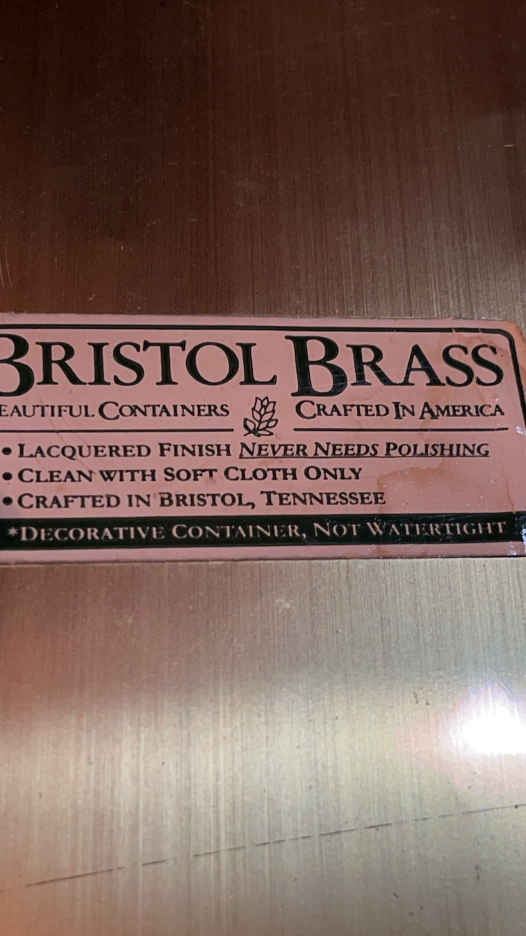 BRISTOL BRASS
BEAUTIFUL CONTAINERS CRAFTED IN AMERICA
• LACQUERED FINISH NEVER NEEDS POLISHING
• CLEAN WITH SOFT CLOTH ONLY
• CRAFTED IN BRISTOL, TENNESSEE
*DECORATIVE CONTAINER, NOT WATERTIGHT